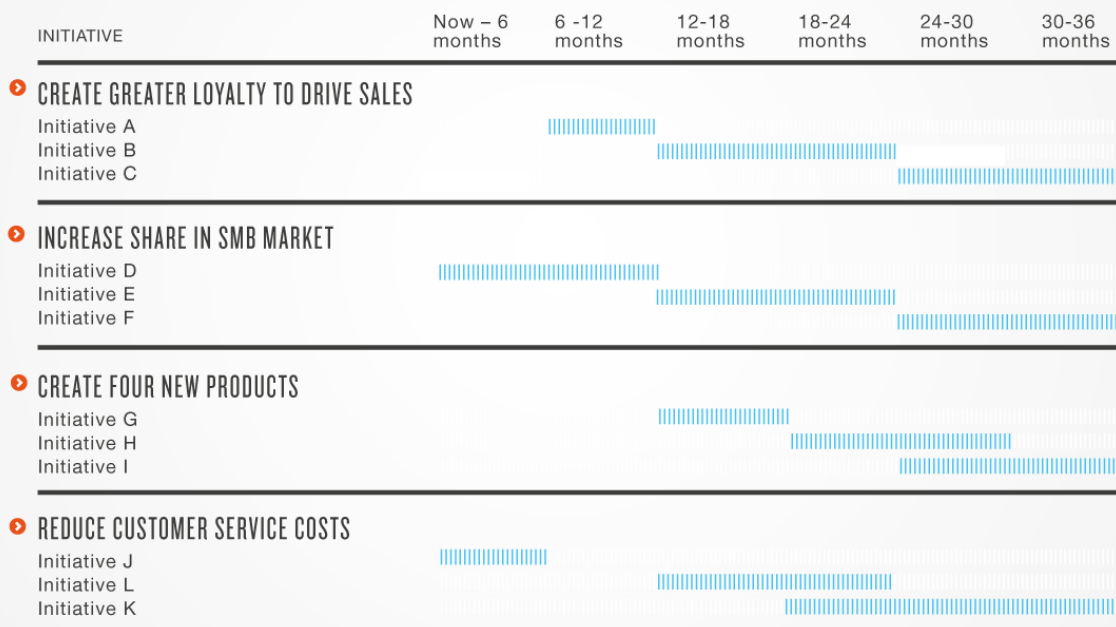 INITIATIVE
Now – 6 months
6 -12 months
12-18 months
18-24 months
24-30 months
30-36 months
CREATE GREATER LOYALTY TO DRIVE SALES
Initiative A
Initiative B
Initiative C
INCREASE SHARE IN SMB MARKET
Initiative D
Initiative E
Initiative F
CREATE FOUR NEW PRODUCTS
Initiative G
Initiative H
Initiative I
REDUCE CUSTOMER SERVICE COSTS
Initiative J
Initiative L
Initiative K